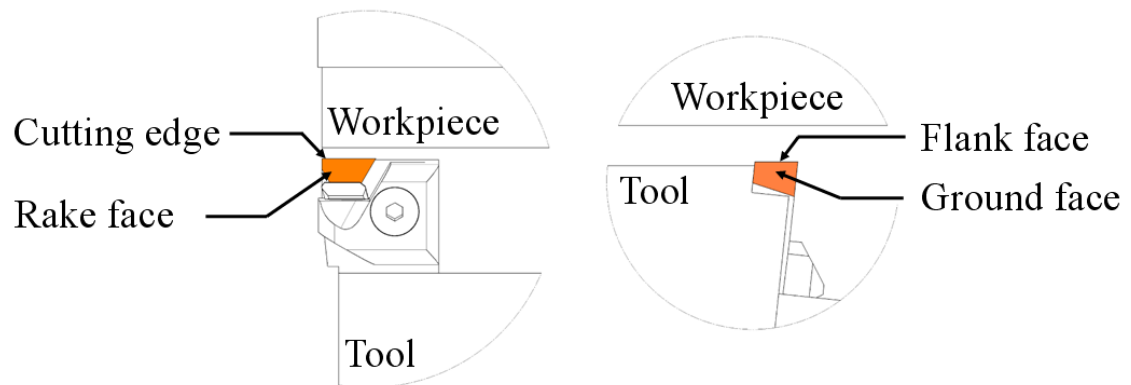 Workpiece
Cutting edge
Rake face
Tool
Workpiece
Flank face
Tool
Ground face